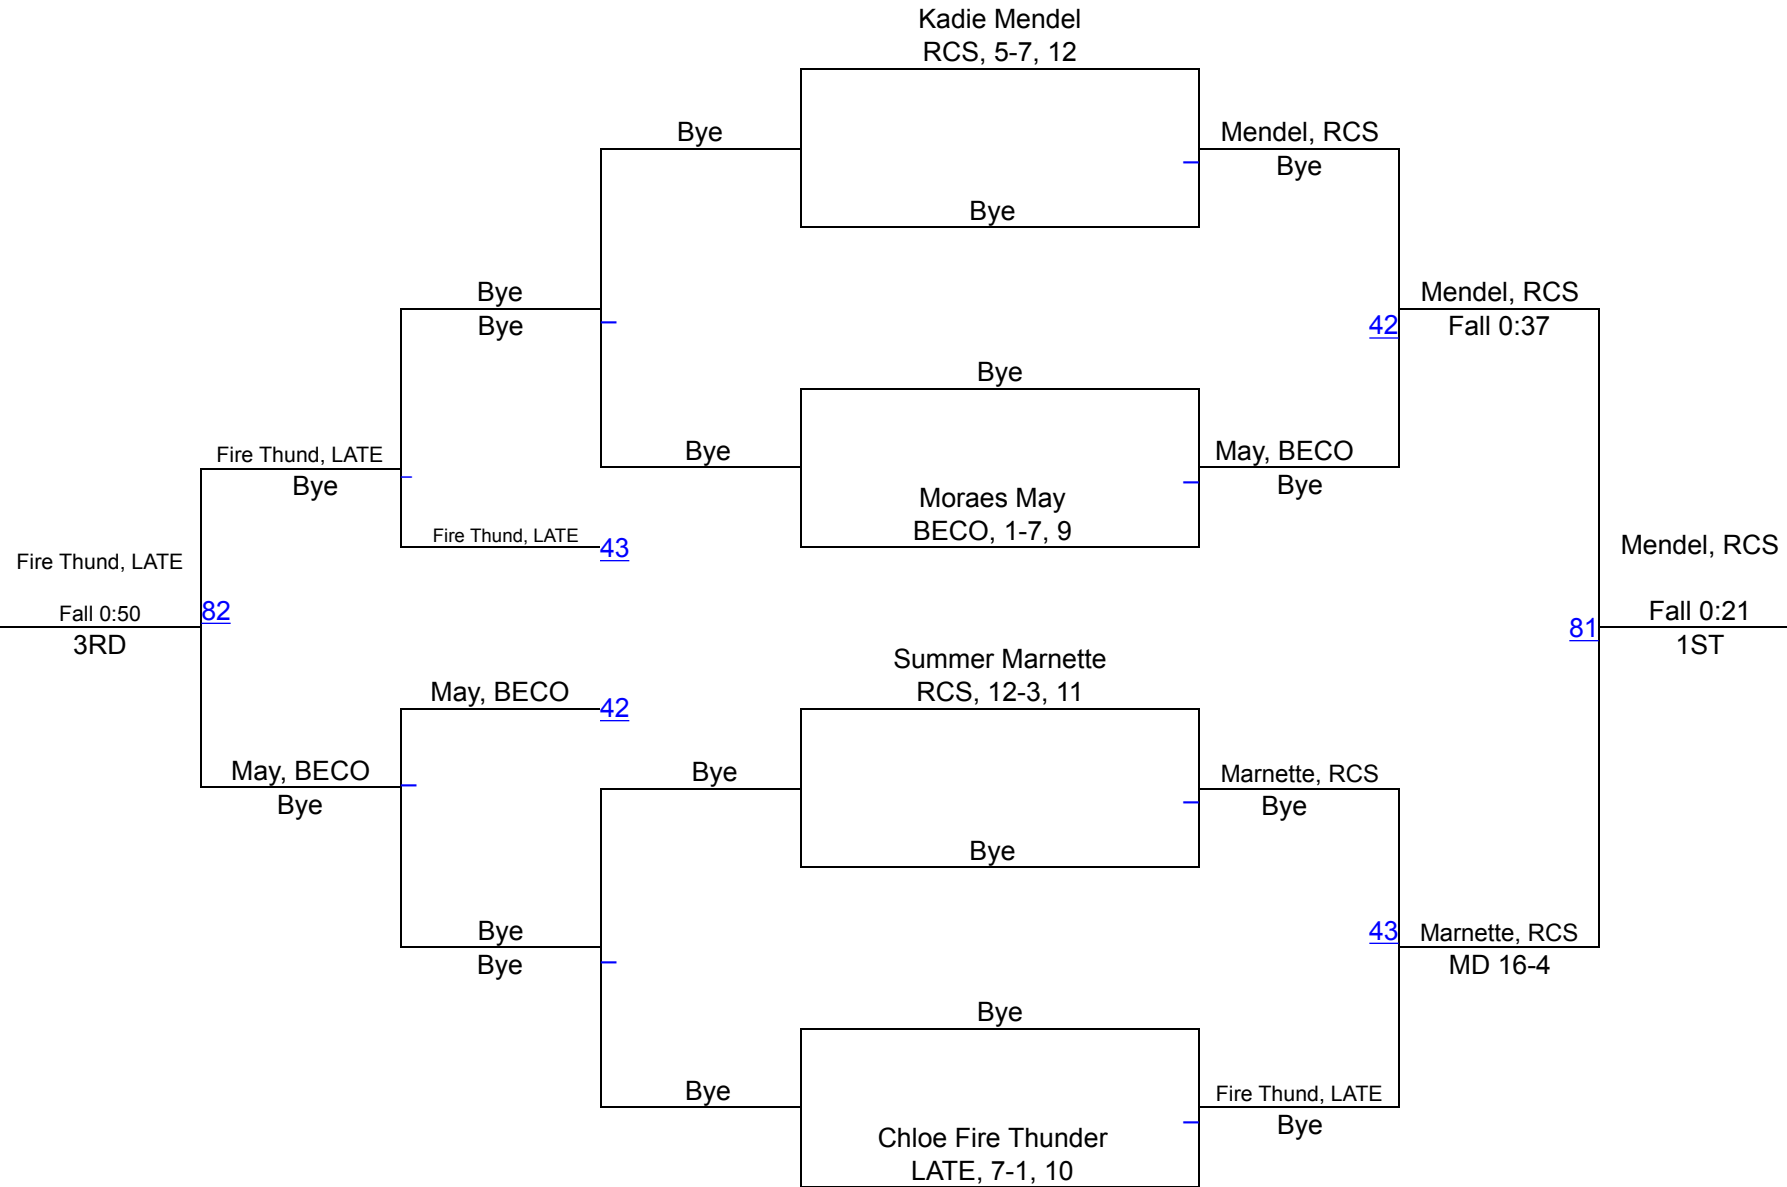 Kadie Mendel
RCS, 5-7, 12
Bye
Mendel, RCS
Bye
Bye
Bye
Bye
Mendel, RCS
42
Fall 0:37
Bye
Fire Thund, LATE
Bye
Bye
May, BECO
Bye
Moraes May
BECO, 1-7, 9
Fire Thund, LATE
43
Fire Thund, LATE
Fall 0:50
82
3RD
Mendel, RCS
81
Fall 0:21
1ST
Summer Marnette
RCS, 12-3, 11
May, BECO
42
May, BECO
Bye
Bye
Marnette, RCS
Bye
Bye
Bye
Bye
43
Marnette, RCS
MD 16-4
Bye
Bye
Fire Thund, LATE
Bye
Chloe Fire Thunder
LATE, 7-1, 10